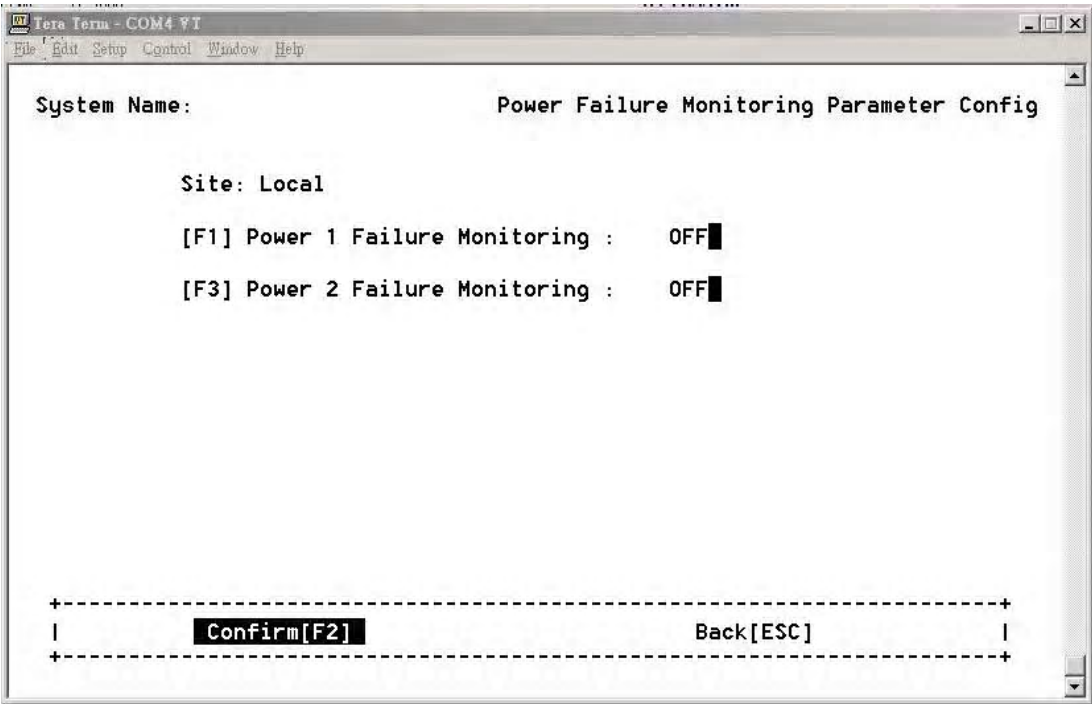 Tera Term - COM4 VT
File Edit Setup Control Window Help
System Name: Power Failure Monitoring Parameter Config
Site: Local
[F1] Power 1 Failure Monitoring : OFF
[F3] Power 2 Failure Monitoring : OFF
+-----------------------------------------------------------------------+
| Confirm[F2] Back[ESC] |
+-----------------------------------------------------------------------+